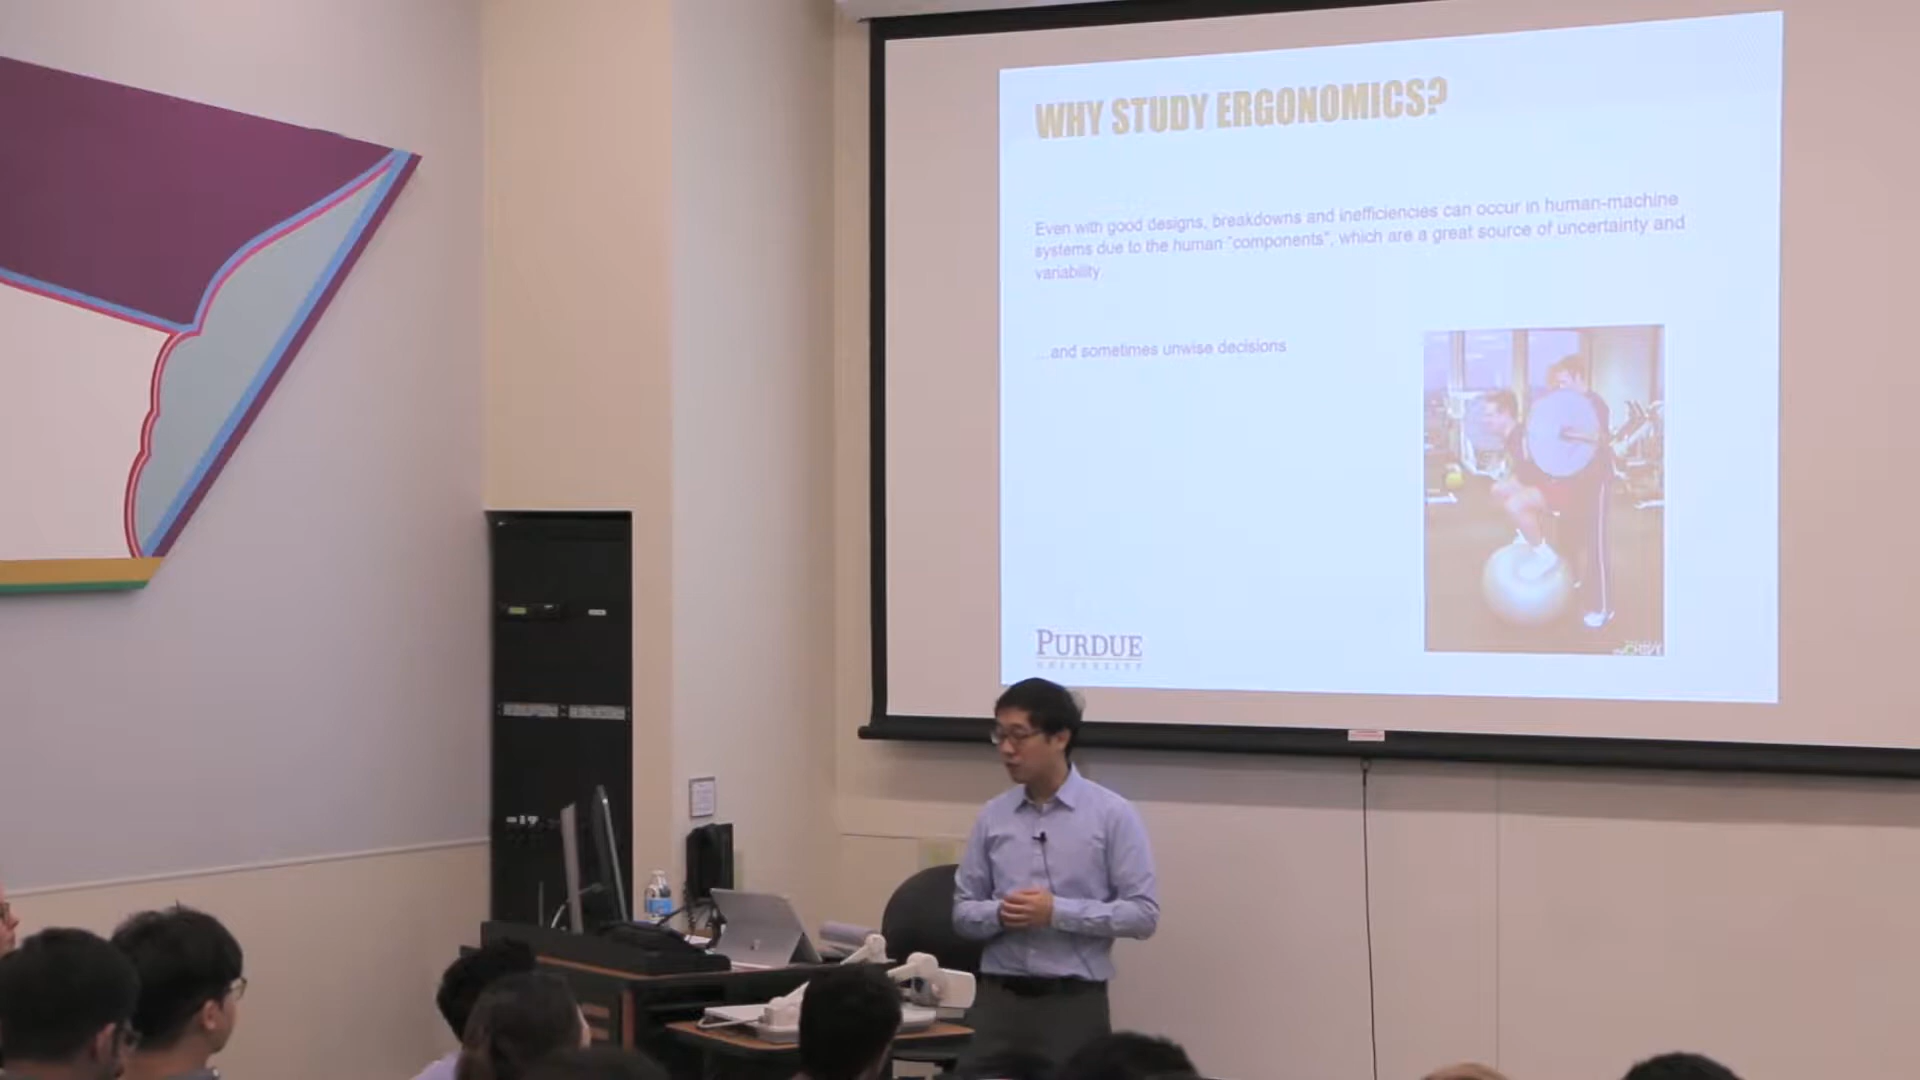 WHY STUDY ERGONOMICS?
Even with good designs, breakdowns and inefficiencies can occur in human-machine
systems due to the human "components", which are a great source of uncertainty and
variability.
...and sometimes unwise decisions
PURDUE
UNIVERSITY